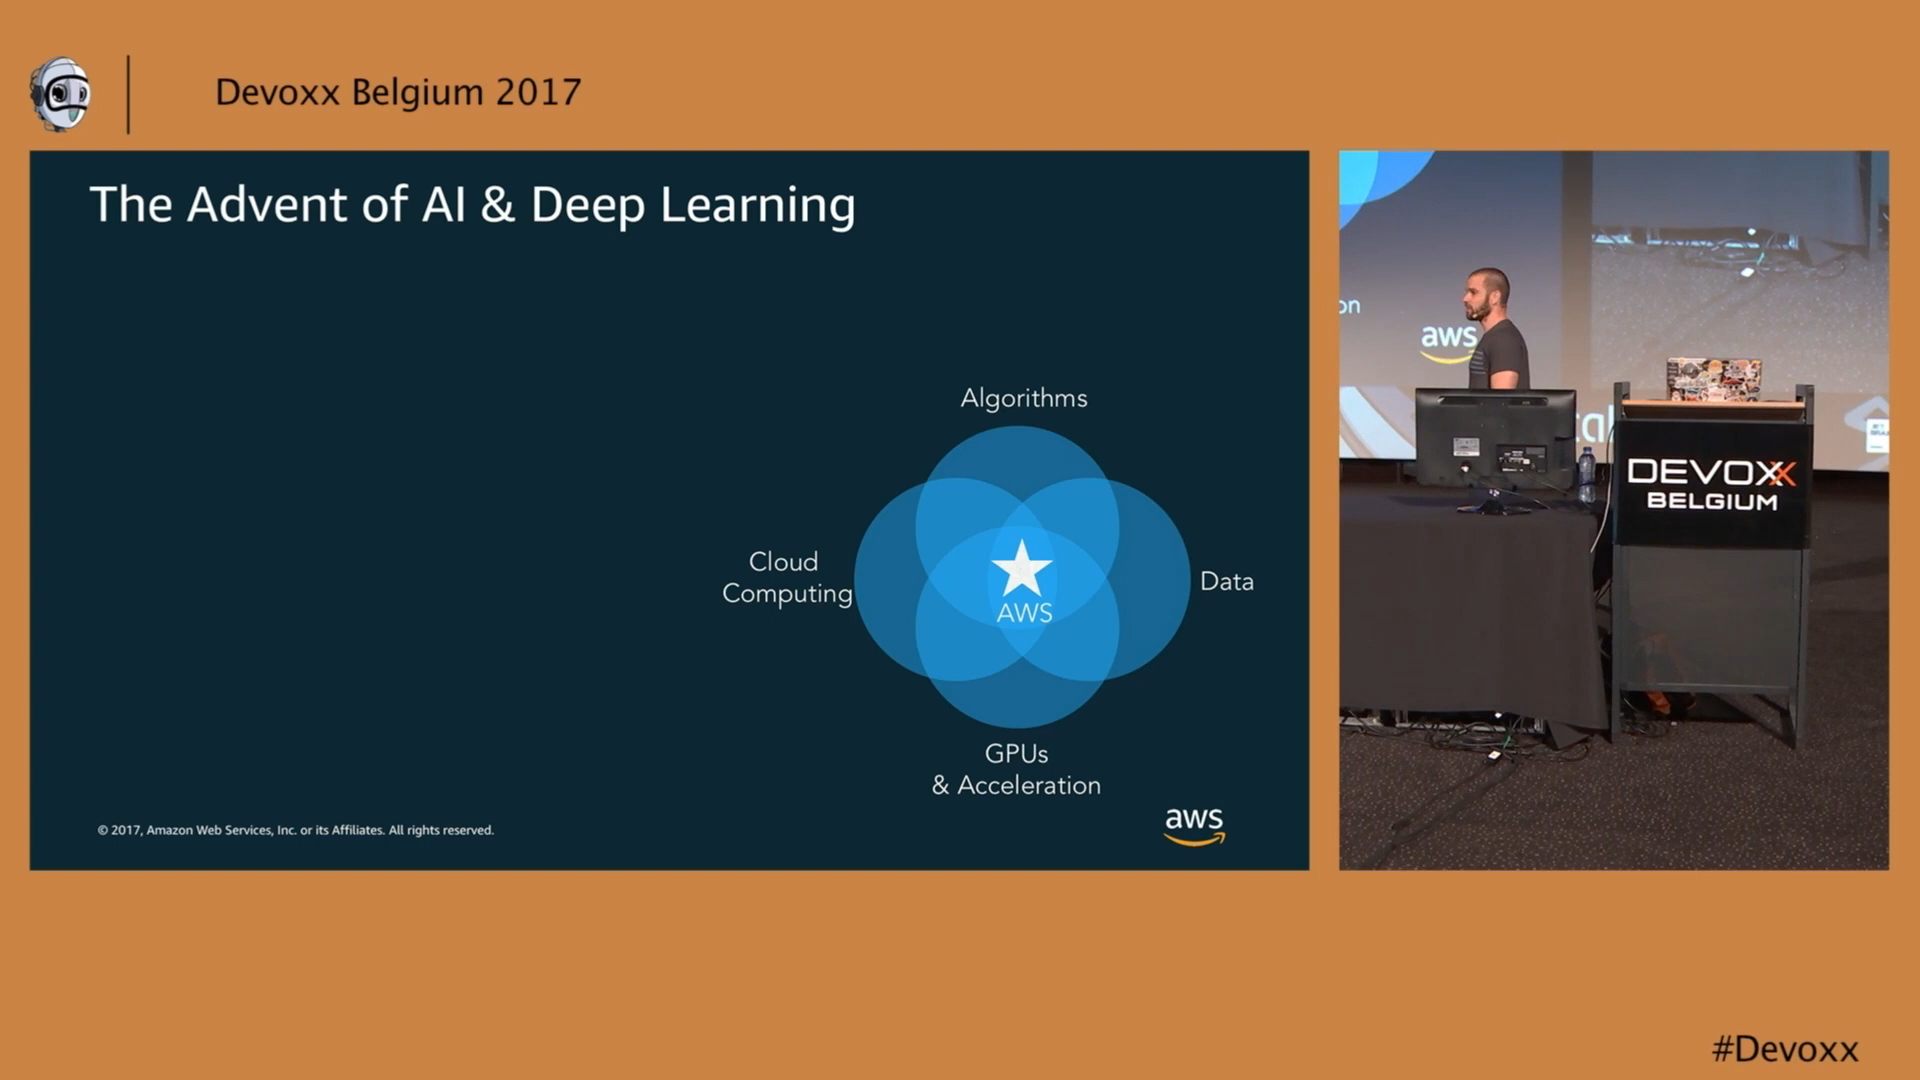 Devoxx Belgium 2017
The Advent of AI & Deep Learning
Algorithms
Cloud
Computing
AWS
Data
GPUs
& Acceleration
© 2017, Amazon Web Services, Inc. or its Affiliates. All rights reserved.
aws
on
aws
DEVOXX
BELGIUM
#Devoxx